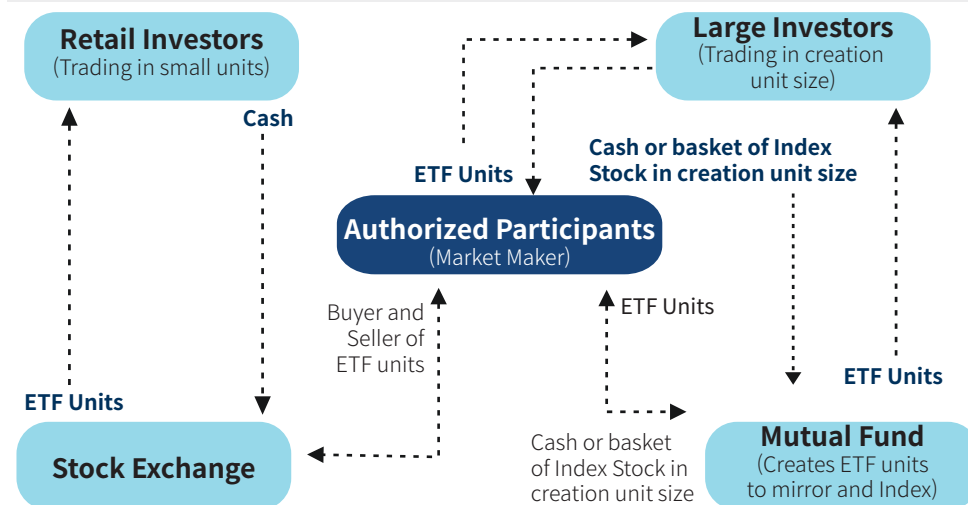 Retail Investors
(Trading in small units)
Large Investors
(Trading in creation
unit size)
Cash
Cash or basket of Index
Stock in creation unit size
ETF Units
Authorized Participants
(Market Maker)
Buyer and
Seller of
ETF units
ETF Units
ETF Units
ETF Units
Stock Exchange
Cash or basket
of Index Stock in
creation unit size
Mutual Fund
(Creates ETF units
to mirror and Index)